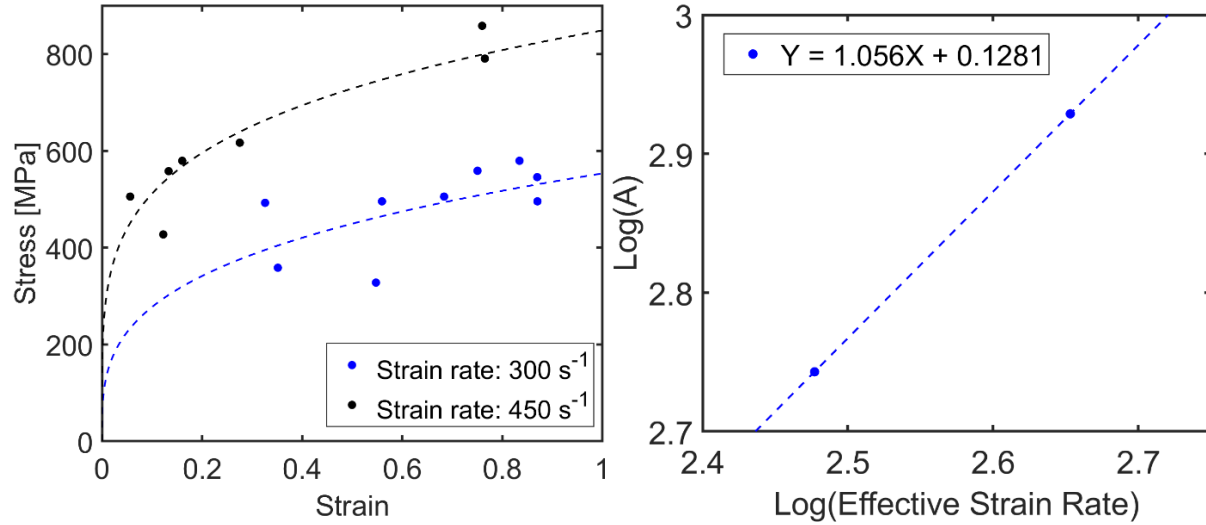 800
600
400
200
0
Stress [MPa]
0
0.2
0.4
0.6
0.8
1
Strain
Strain rate: 300 s⁻¹
Strain rate: 450 s⁻¹
3
2.9
2.8
2.7
Log(A)
2.4
2.5
2.6
2.7
Log(Effective Strain Rate)
Y = 1.056X + 0.1281